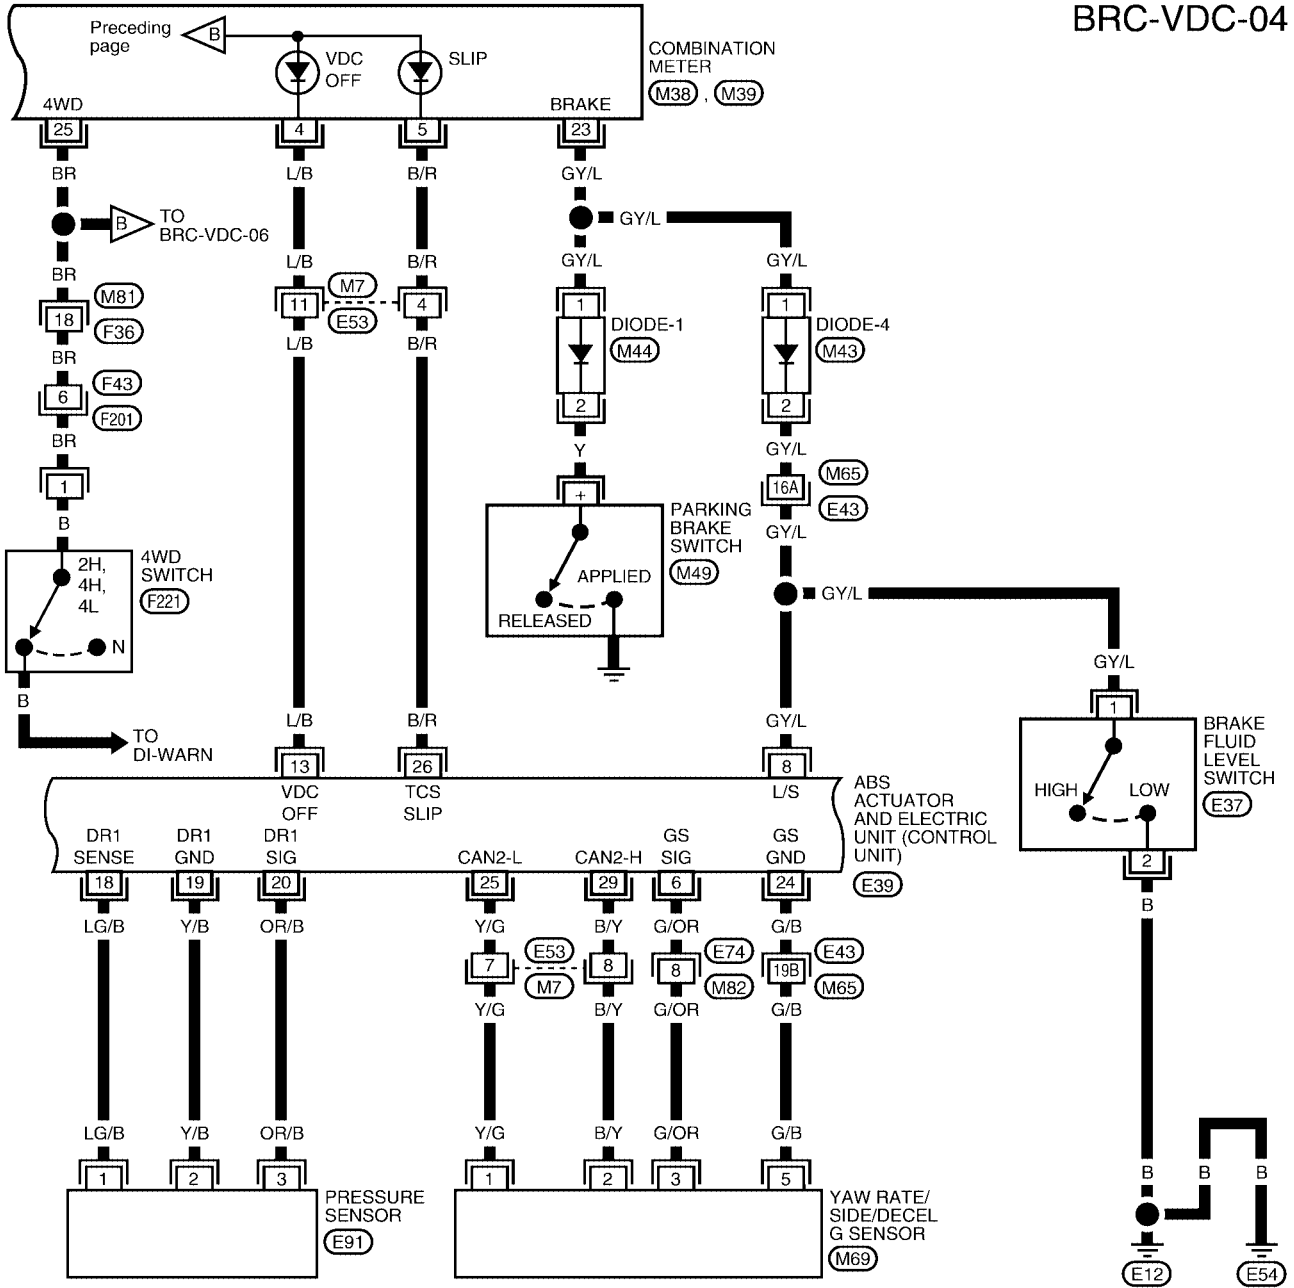 BRC-VDC-04
Preceding
page
B
VDC
OFF
SLIP
COMBINATION
METER
M38 , M39
4WD
BRAKE
25
4
5
23
BR
L/B
B/R
GY/L
B
TO
BRC-VDC-06
GY/L
BR
L/B
B/R
GY/L
GY/L
M81
18
F36
11
M7
E53
4
1
1
BR
L/B
B/R
DIODE-1
M44
DIODE-4
M43
6
F43
F201
2
2
BR
Y
GY/L
1
+
16A
M65
E43
B
GY/L
PARKING
BRAKE
SWITCH
M49
APPLIED
RELEASED
2H,
4H,
4L
N
4WD
SWITCH
F221
GY/L
B
TO
DI-WARN
L/B
B/R
GY/L
GY/L
1
BRAKE
FLUID
LEVEL
SWITCH
E37
HIGH
LOW
2
B
13
26
8
VDC
OFF
TCS
SLIP
L/S
ABS
ACTUATOR
AND ELECTRIC
UNIT (CONTROL
UNIT)
E39
DR1
SENSE
DR1
GND
DR1
SIG
CAN2-L
CAN2-H
GS
SIG
GS
GND
18
19
20
25
29
6
24
LG/B
Y/B
OR/B
Y/G
B/Y
G/OR
G/B
7
E53
M7
8
8
E74
M82
19B
E43
M65
Y/G
B/Y
G/OR
G/B
LG/B
Y/B
OR/B
Y/G
B/Y
G/OR
G/B
1
2
3
1
2
3
5
PRESSURE
SENSOR
E91
YAW RATE/
SIDE/DECEL
G SENSOR
M69
B
B
B
E12
E54